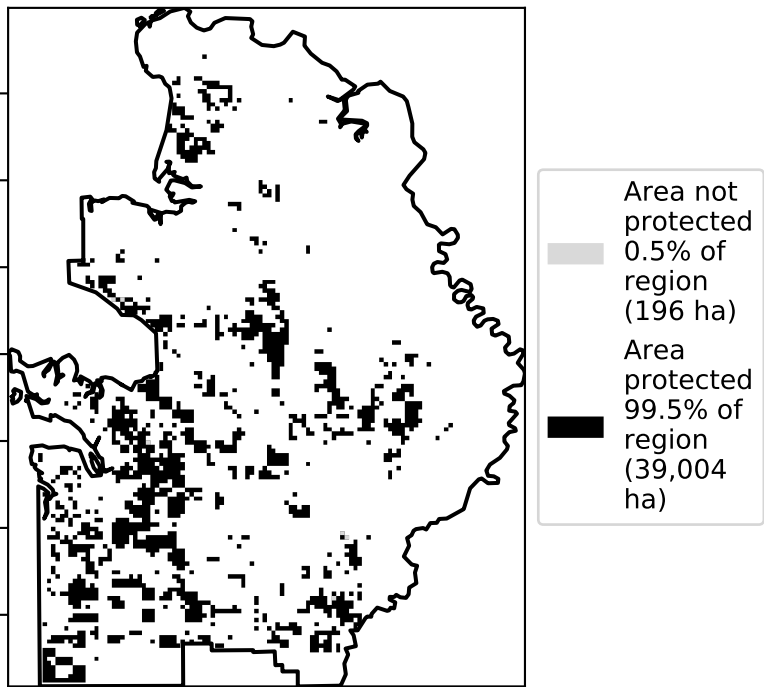 Area not
protected
0.5% of
region
(196 ha)
Area
protected
99.5% of
region
(39,004
ha)